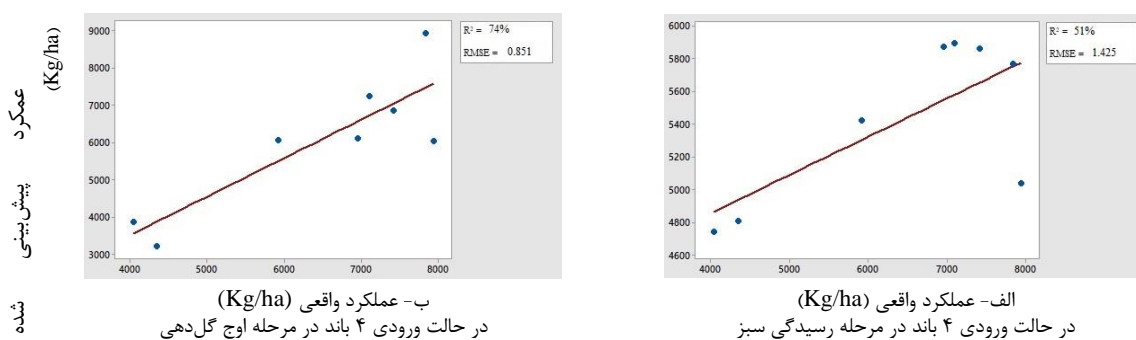 R² = 51%
RMSE = 1.425
6000
5800
5600
5400
5200
5000
4800
4600
4000
5000
6000
7000
8000
الف- عملکرد واقعی (Kg/ha)
در حالت ورودی ۴ باند در مرحله رسیدگی سبز
عمکرد
پیش‌بینی
شده
(Kg/ha)
R² = 74%
RMSE = 0.851
9000
8000
7000
6000
5000
4000
3000
4000
5000
6000
7000
8000
ب- عملکرد واقعی (Kg/ha)
در حالت ورودی ۴ باند در مرحله اوج گل‌دهی